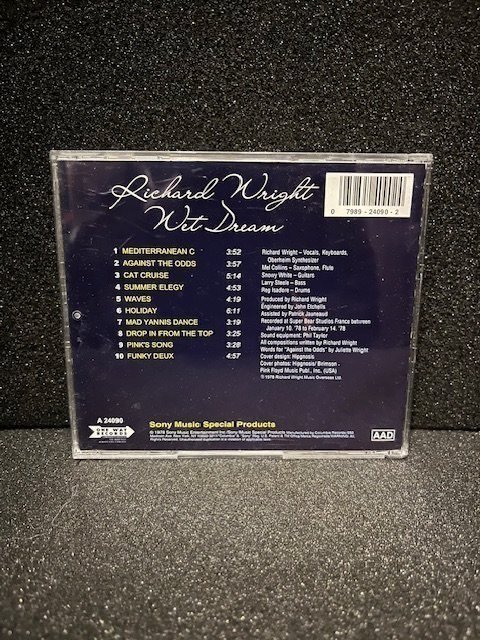 Richard Wright
Wet Dream
0 7989-24090-2
1 MEDITERRANEAN C 3:52
2 AGAINST THE ODDS 3:57
3 CAT CRUISE 5:14
4 SUMMER ELEGY 4:53
5 WAVES 4:19
6 HOLIDAY 6:11
7 MAD YANNIS DANCE 3:19
8 DROP IN FROM THE TOP 3:25
9 PINK'S SONG 3:28
10 FUNKY DEUX 4:57
Richard Wright – Vocals, Keyboards,
Oberheim Synthesizer
Mel Collins – Saxophone, Flute
Snowy White – Guitars
Larry Steele – Bass
Reg Isadore – Drums
Produced by Richard Wright
Engineered by John Etchells
Assisted by Patrick Jauneaud
Recorded at Super Bear Studios France between
January 10. '78 to February 14. '78
Sound equipment: Phil Taylor
All compositions written by Richard Wright
Words for "Against the Odds" by Juliette Wright
Cover design: Hipgnosis
Cover photos: Hipgnosis/ Brimson
Pink Floyd Music Publ., Inc. (USA)
℗ 1978 Richard Wright Music Overseas Ltd.
A 24090
ONE WAY
RECORDS
Sony Music Special Products
AAD